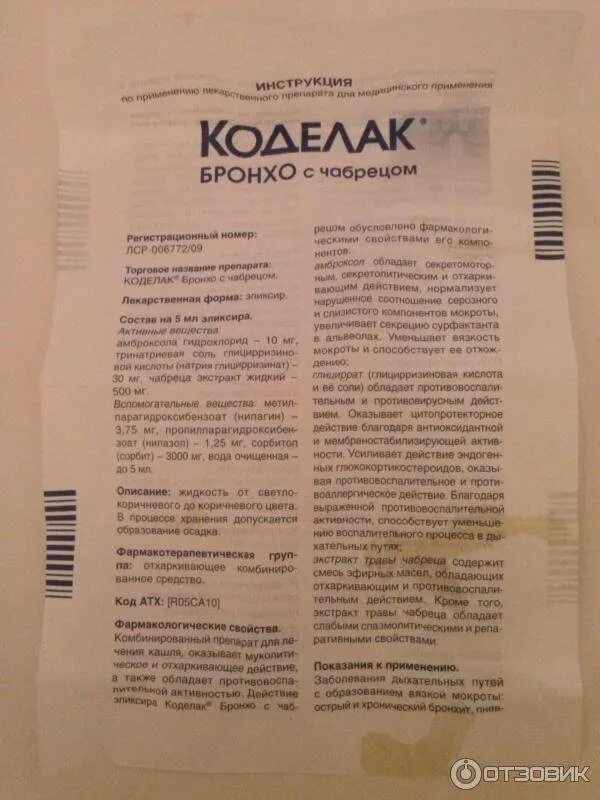 ИНСТРУКЦИЯ
по применению лекарственного препарата для медицинского применения
КОДЕЛАК®
БРОНХО с чабрецом
Регистрационный номер:
ЛСР-006772/09
Торговое название препарата:
КОДЕЛАК® Бронхо с чабрецом.
Лекарственная форма: эликсир.
Состав на 5 мл эликсира.
Активные вещества:
амброксола гидрохлорид – 10 мг,
тринатриевая соль глицирризино-
вой кислоты (натрия глицирризинат) –
30 мг, чабреца экстракт жидкий –
500 мг.
Вспомогательные вещества: метил-
парагидроксибензоат (нипагин) –
3,75 мг, пропилпарагидроксибен-
зоат (нипазол) – 1,25 мг, сорбитол
(сорбит) – 3000 мг, вода очищенная –
до 5 мл.
Описание: жидкость от светло-
коричневого до коричневого цвета.
В процессе хранения допускается
образование осадка.
Фармакотерапевтическая груп-
па: отхаркивающее комбиниро-
ванное средство.
Код АТХ: [R05CA10]
Фармакологические свойства.
Комбинированный препарат для ле-
чения кашля, оказывает муколити-
ческое и отхаркивающее действие,
а также обладает противовоспа-
лительной активностью. Действие
эликсира Коделак® Бронхо с чаб-
рецом обусловлено фармакологи-
ческими свойствами его компо-
нентов.
амброксол обладает секретомотор-
ным, секретолитическим и отхарки-
вающим действием, нормализует
нарушенное соотношение серозного
и слизистого компонентов мокроты,
увеличивает секрецию сурфактанта
в альвеолах. Уменьшает вязкость
мокроты и способствует ее отхож-
дению;
глициррат (глицирризиновая кислота
и её соли) обладает противовоспали-
тельным и противовирусным дейст-
вием. Оказывает цитопротекторное
действие благодаря антиоксидантной
и мембраностабилизирующей актив-
ности. Усиливает действие эндоген-
ных глюкокортикостероидов, оказы-
вая противовоспалительное и проти-
воаллергическое действие. Благодаря
выраженной противовоспалительной
активности, способствует уменьше-
нию воспалительного процесса в ды-
хательных путях;
экстракт травы чабреца содержит
смесь эфирных масел, обладающих
отхаркивающим и противовоспали-
тельным действием. Кроме того,
экстракт травы чабреца обладает
слабыми спазмолитическими и репа-
ративными свойствами.
Показания к применению.
Заболевания дыхательных путей
с образованием вязкой мокроты:
острый и хронический бронхит, пнев-
ОТЗОВИК